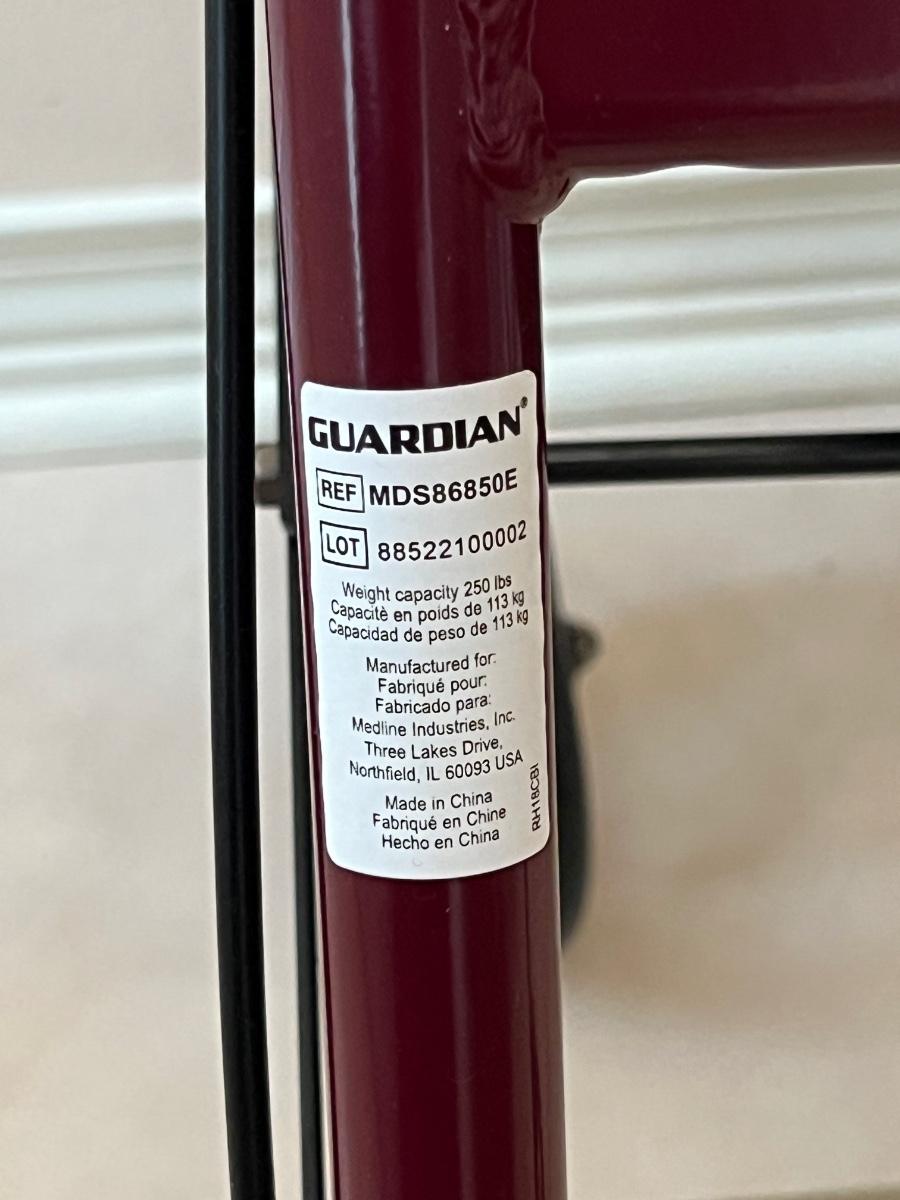 GUARDIAN®
REF MDS86850E
LOT 88522100002
Weight capacity 250 lbs
Capacitè en poids de 113 kg
Capacidad de peso de 113 kg
Manufactured for:
Fabriqué pour:
Fabricado para:
Medline Industries, Inc.
Three Lakes Drive,
Northfield, IL 60093 USA
Made in China
Fabriqué en Chine
Hecho en China
RH18CBI